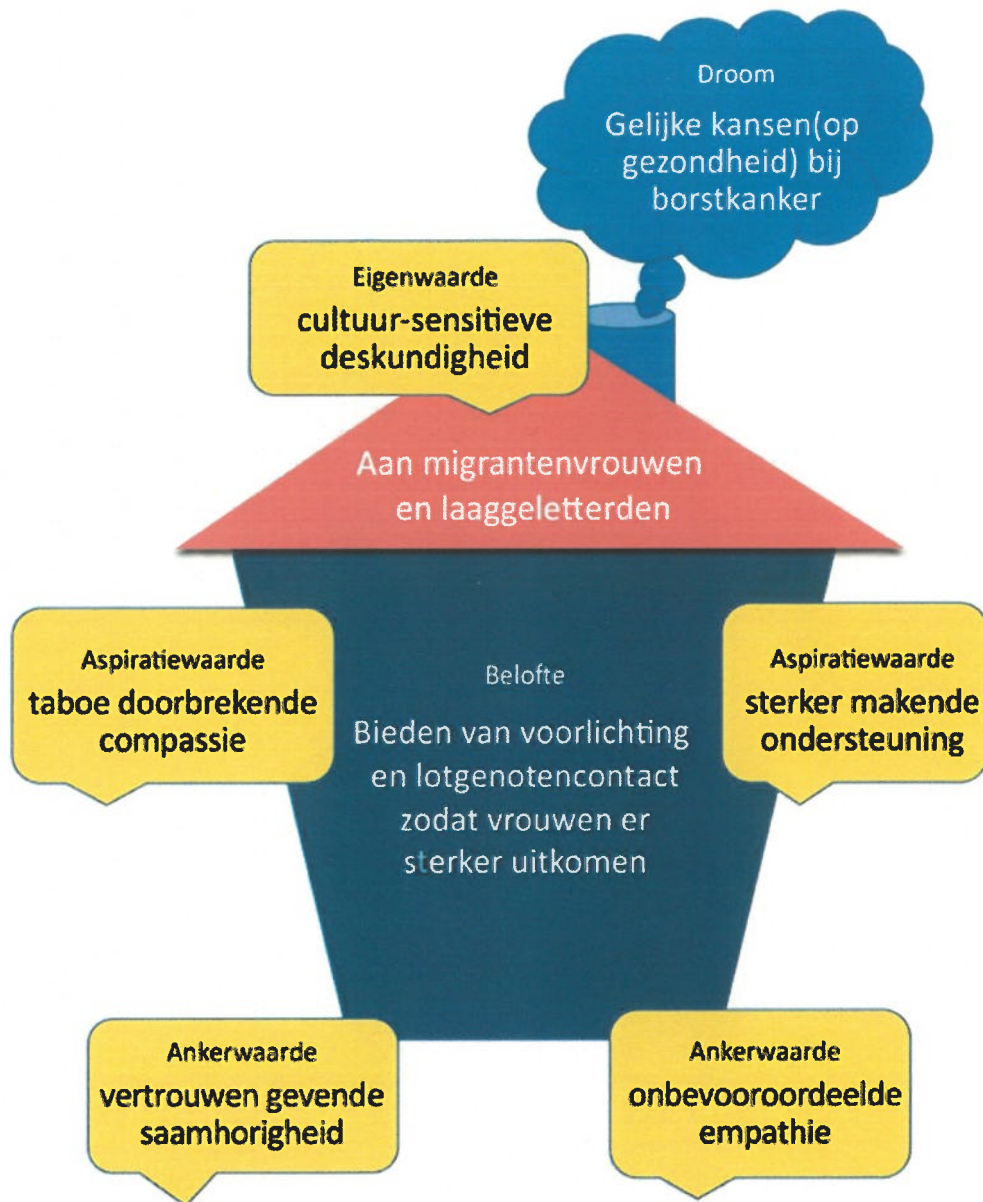 Droom
Gelijke kansen(op
gezondheid) bij
borstkanker
Eigenwaarde
cultuur-sensitieve
deskundigheid
Aan migrantenvrouwen
en laaggeletterden
Aspiratiewaarde
taboe doorbrekende
compassie
Belofte
Bieden van voorlichting
en lotgenotencontact
zodat vrouwen er
sterker uitkomen
Aspiratiewaarde
sterker makende
ondersteuning
Ankerwaarde
vertrouwen gevende
saamhorigheid
Ankerwaarde
onbevooroordeelde
empathie